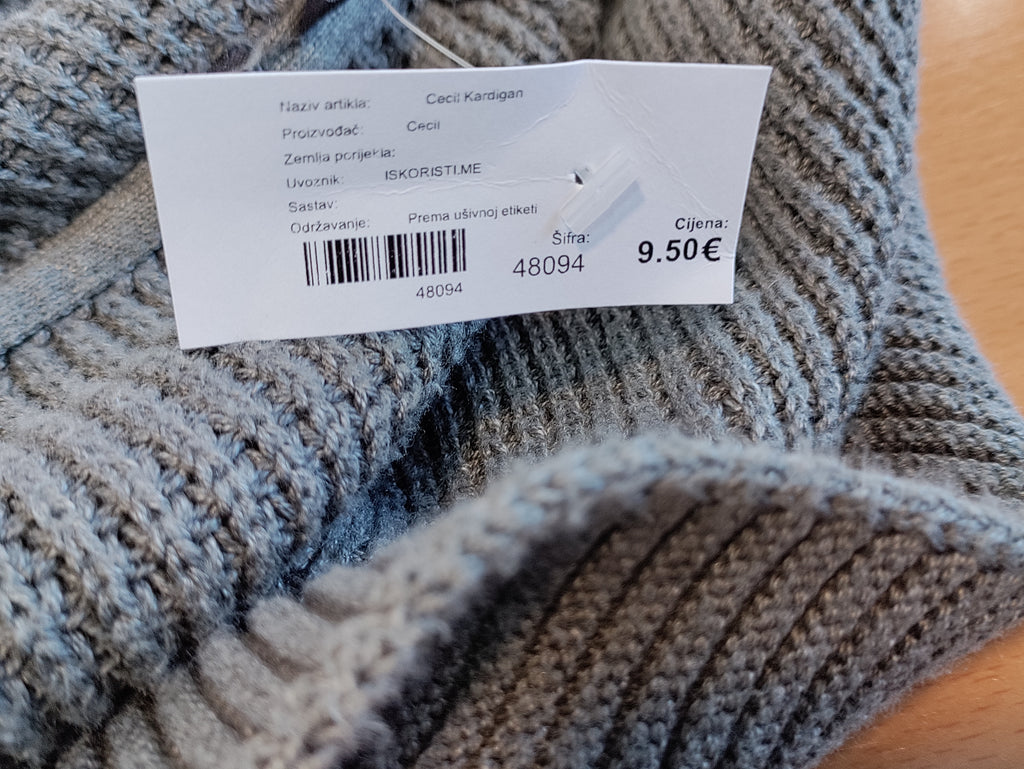 Naziv artikla: Cecil Kardigan
Proizvođač: Cecil
Zemlja porijekla:
Uvoznik: ISKORISTI.ME
Sastav:
Održavanje: Prema ušivnoj etiketi
48094
Šifra:
48094
Cijena:
9.50€